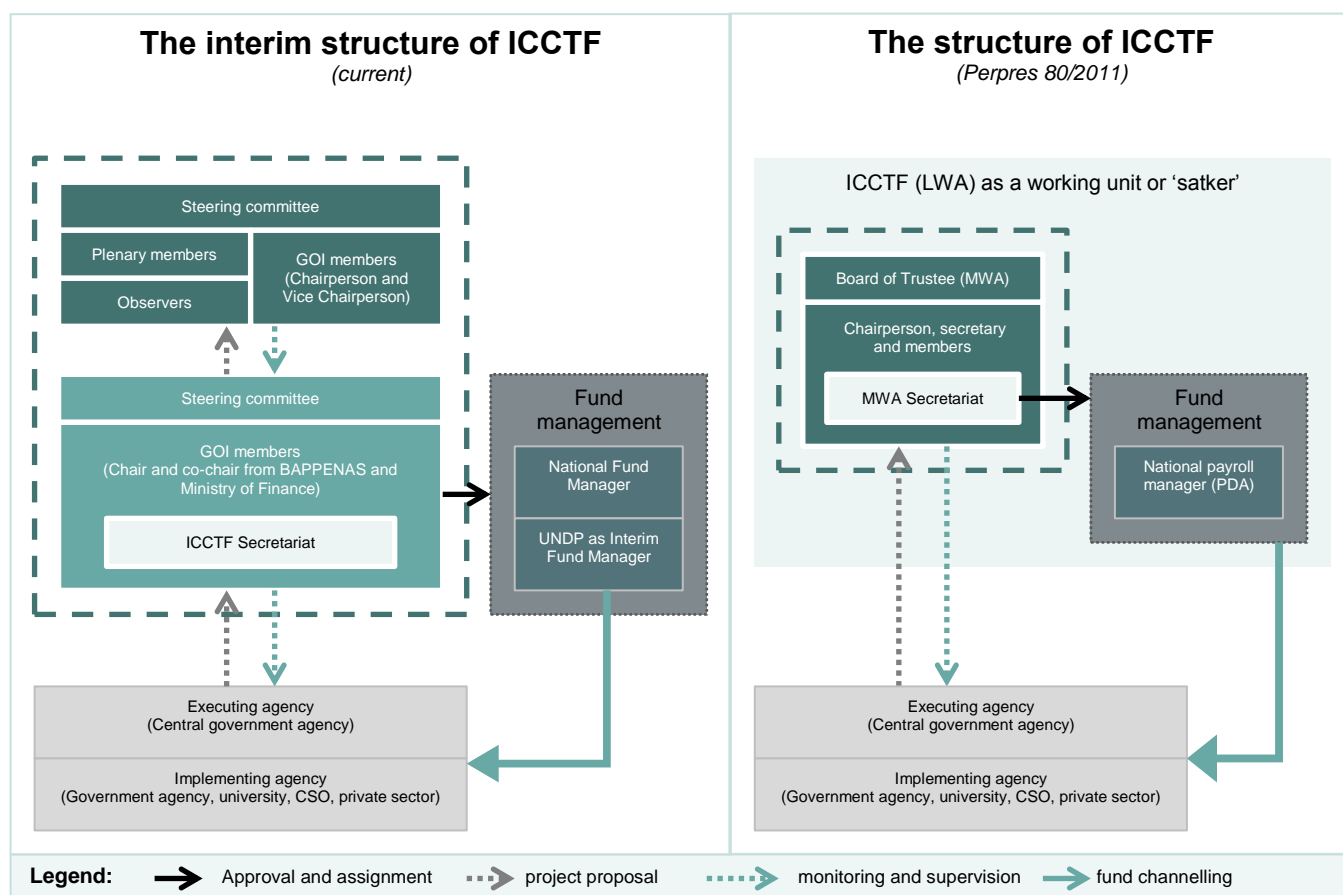 The interim structure of ICCTF
(current)
Steering committee
Plenary members
Observers
GOI members
(Chairperson and
Vice Chairperson)
Steering committee
GOI members
(Chair and co-chair from BAPPENAS and
Ministry of Finance)
ICCTF Secretariat
Fund
management
National Fund
Manager
UNDP as Interim
Fund Manager
Executing agency
(Central government agency)
Implementing agency
(Government agency, university, CSO, private sector)
The structure of ICCTF
(Perpres 80/2011)
ICCTF (LWA) as a working unit or ‘satker’
Board of Trustee (MWA)
Chairperson, secretary
and members
MWA Secretariat
Fund
management
National payroll
manager (PDA)
Executing agency
(Central government agency)
Implementing agency
(Government agency, university, CSO, private sector)
Legend: Approval and assignment project proposal monitoring and supervision fund channelling